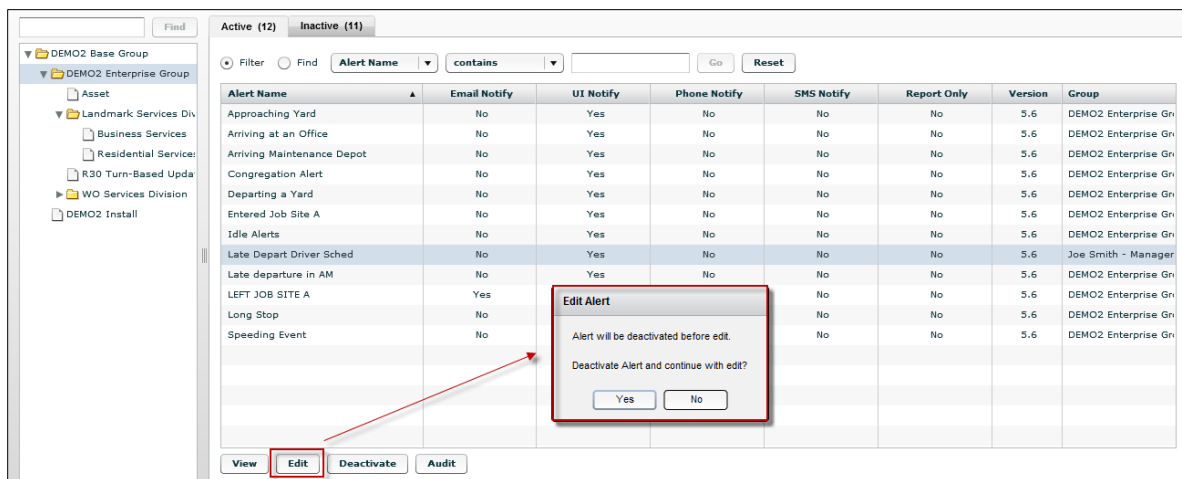 Find
Active (12) Inactive (11)
DEMO2 Base Group
DEMO2 Enterprise Group
Asset
Landmark Services Div
Business Services
Residential Services
R30 Turn-Based Upda
WO Services Division
DEMO2 Install
Filter Find Alert Name contains Go Reset
Alert Name Email Notify UI Notify Phone Notify SMS Notify Report Only Version Group
Approaching Yard No Yes No No No 5.6 DEMO2 Enterprise Gr
Arriving at an Office No Yes No No No 5.6 DEMO2 Enterprise Gr
Arriving Maintenance Depot No Yes No No No 5.6 DEMO2 Enterprise Gr
Congregation Alert No Yes No No No 5.6 DEMO2 Enterprise Gr
Departing a Yard No Yes No No No 5.6 DEMO2 Enterprise Gr
Entered Job Site A No Yes No No No 5.6 DEMO2 Enterprise Gr
Idle Alerts No Yes No No No 5.6 DEMO2 Enterprise Gr
Late Depart Driver Sched No Yes No No No 5.6 Joe Smith - Manager
Late departure in AM No Yes No No No 5.6 DEMO2 Enterprise Gr
LEFT JOB SITE A Yes No No 5.6 DEMO2 Enterprise Gr
Long Stop No No No 5.6 DEMO2 Enterprise Gr
Speeding Event No No No 5.6 DEMO2 Enterprise Gr
Edit Alert
Alert will be deactivated before edit.
Deactivate Alert and continue with edit?
Yes No
View Edit Deactivate Audit